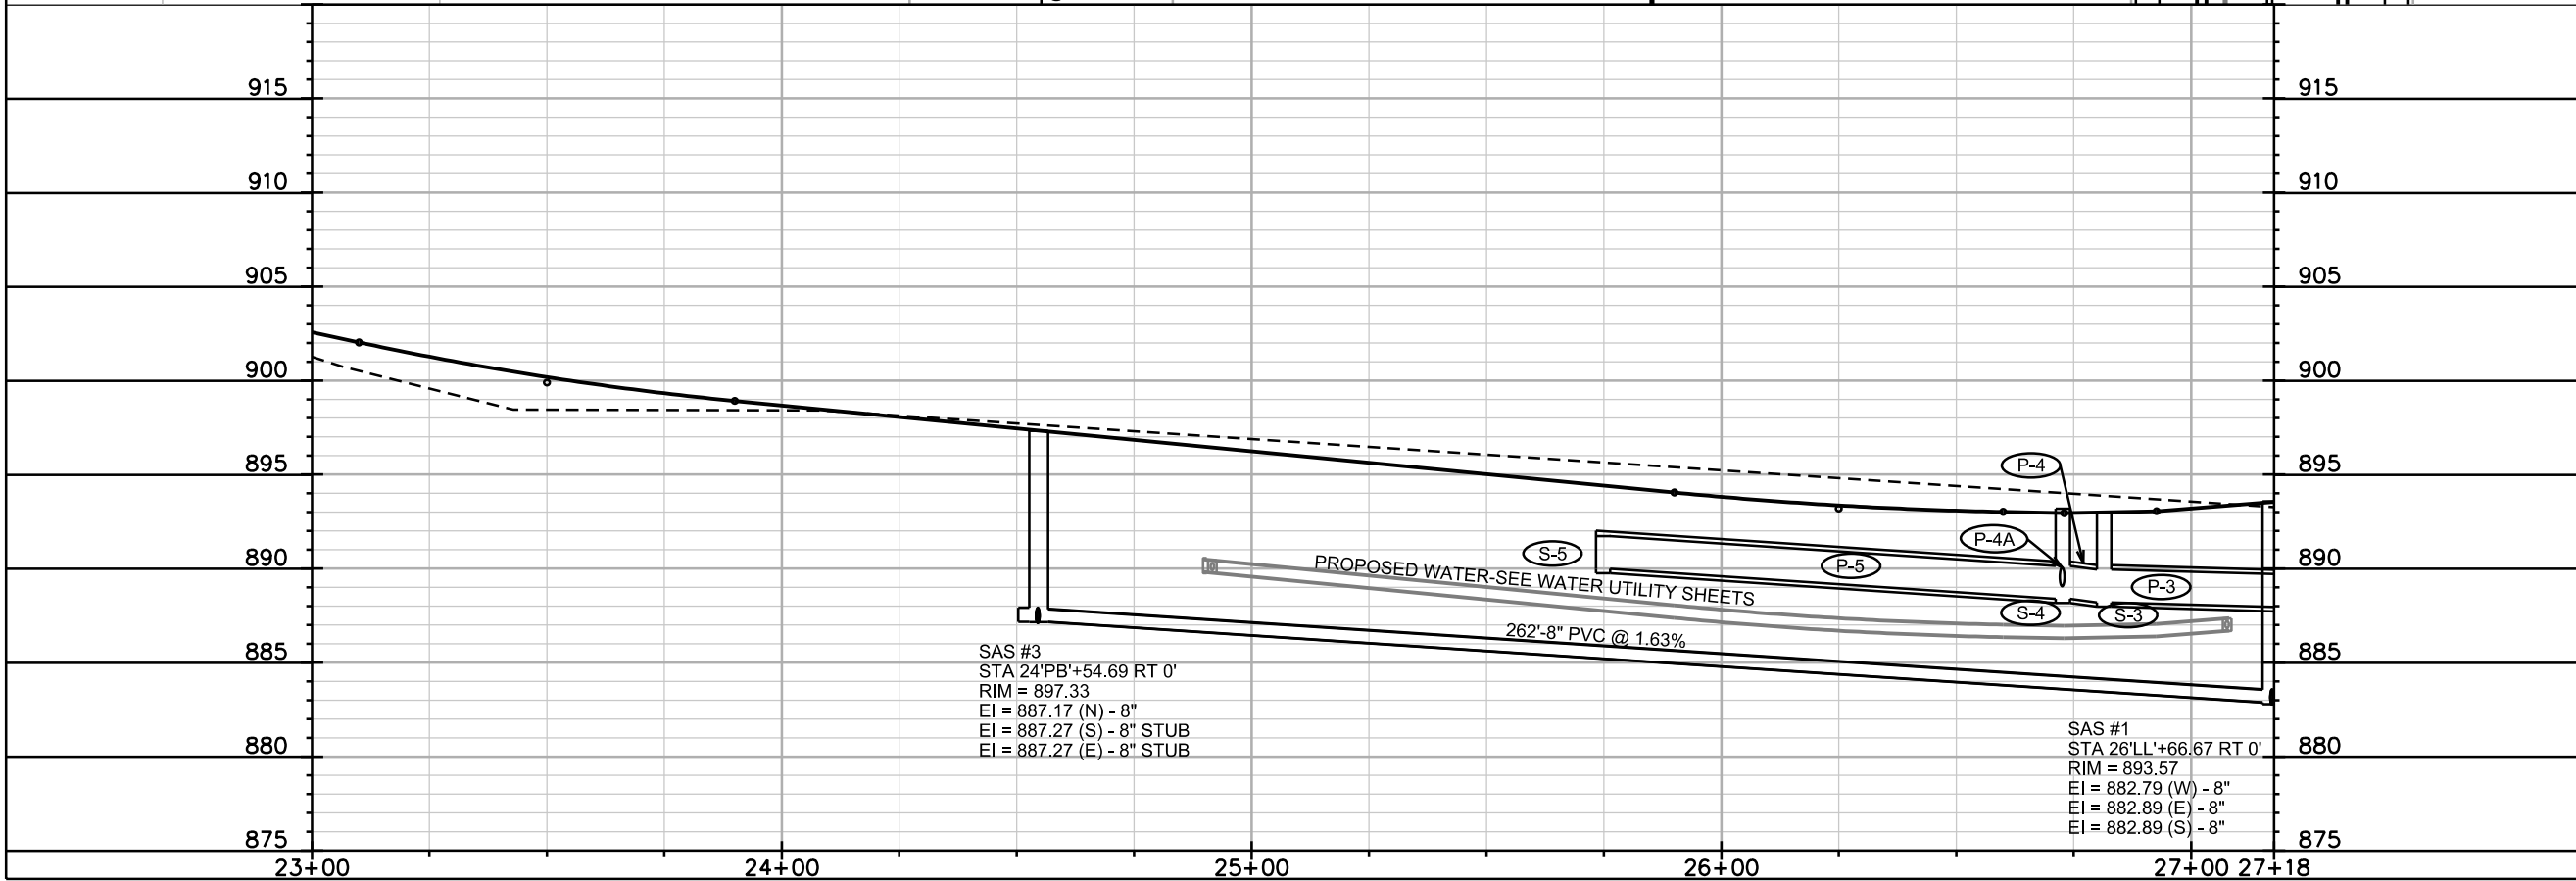 915
915
910
910
905
905
900
900
895
895
P-4
P-4A
890
890
S-5
P-5
PROPOSED WATER-SEE WATER UTILITY SHEETS
P-3
S-4
S-3
262'-8" PVC @ 1.63%
885
885
SAS #3
STA 24'PB'+54.69 RT 0'
RIM = 897.33
EI = 887.17 (N) - 8"
EI = 887.27 (S) - 8" STUB
EI = 887.27 (E) - 8" STUB
SAS #1
STA 26'LL'+66.67 RT 0'
RIM = 893.57
EI = 882.79 (W) - 8"
EI = 882.89 (E) - 8"
EI = 882.89 (S) - 8"
880
880
875
875
23+00
24+00
25+00
26+00
27+00
27+18